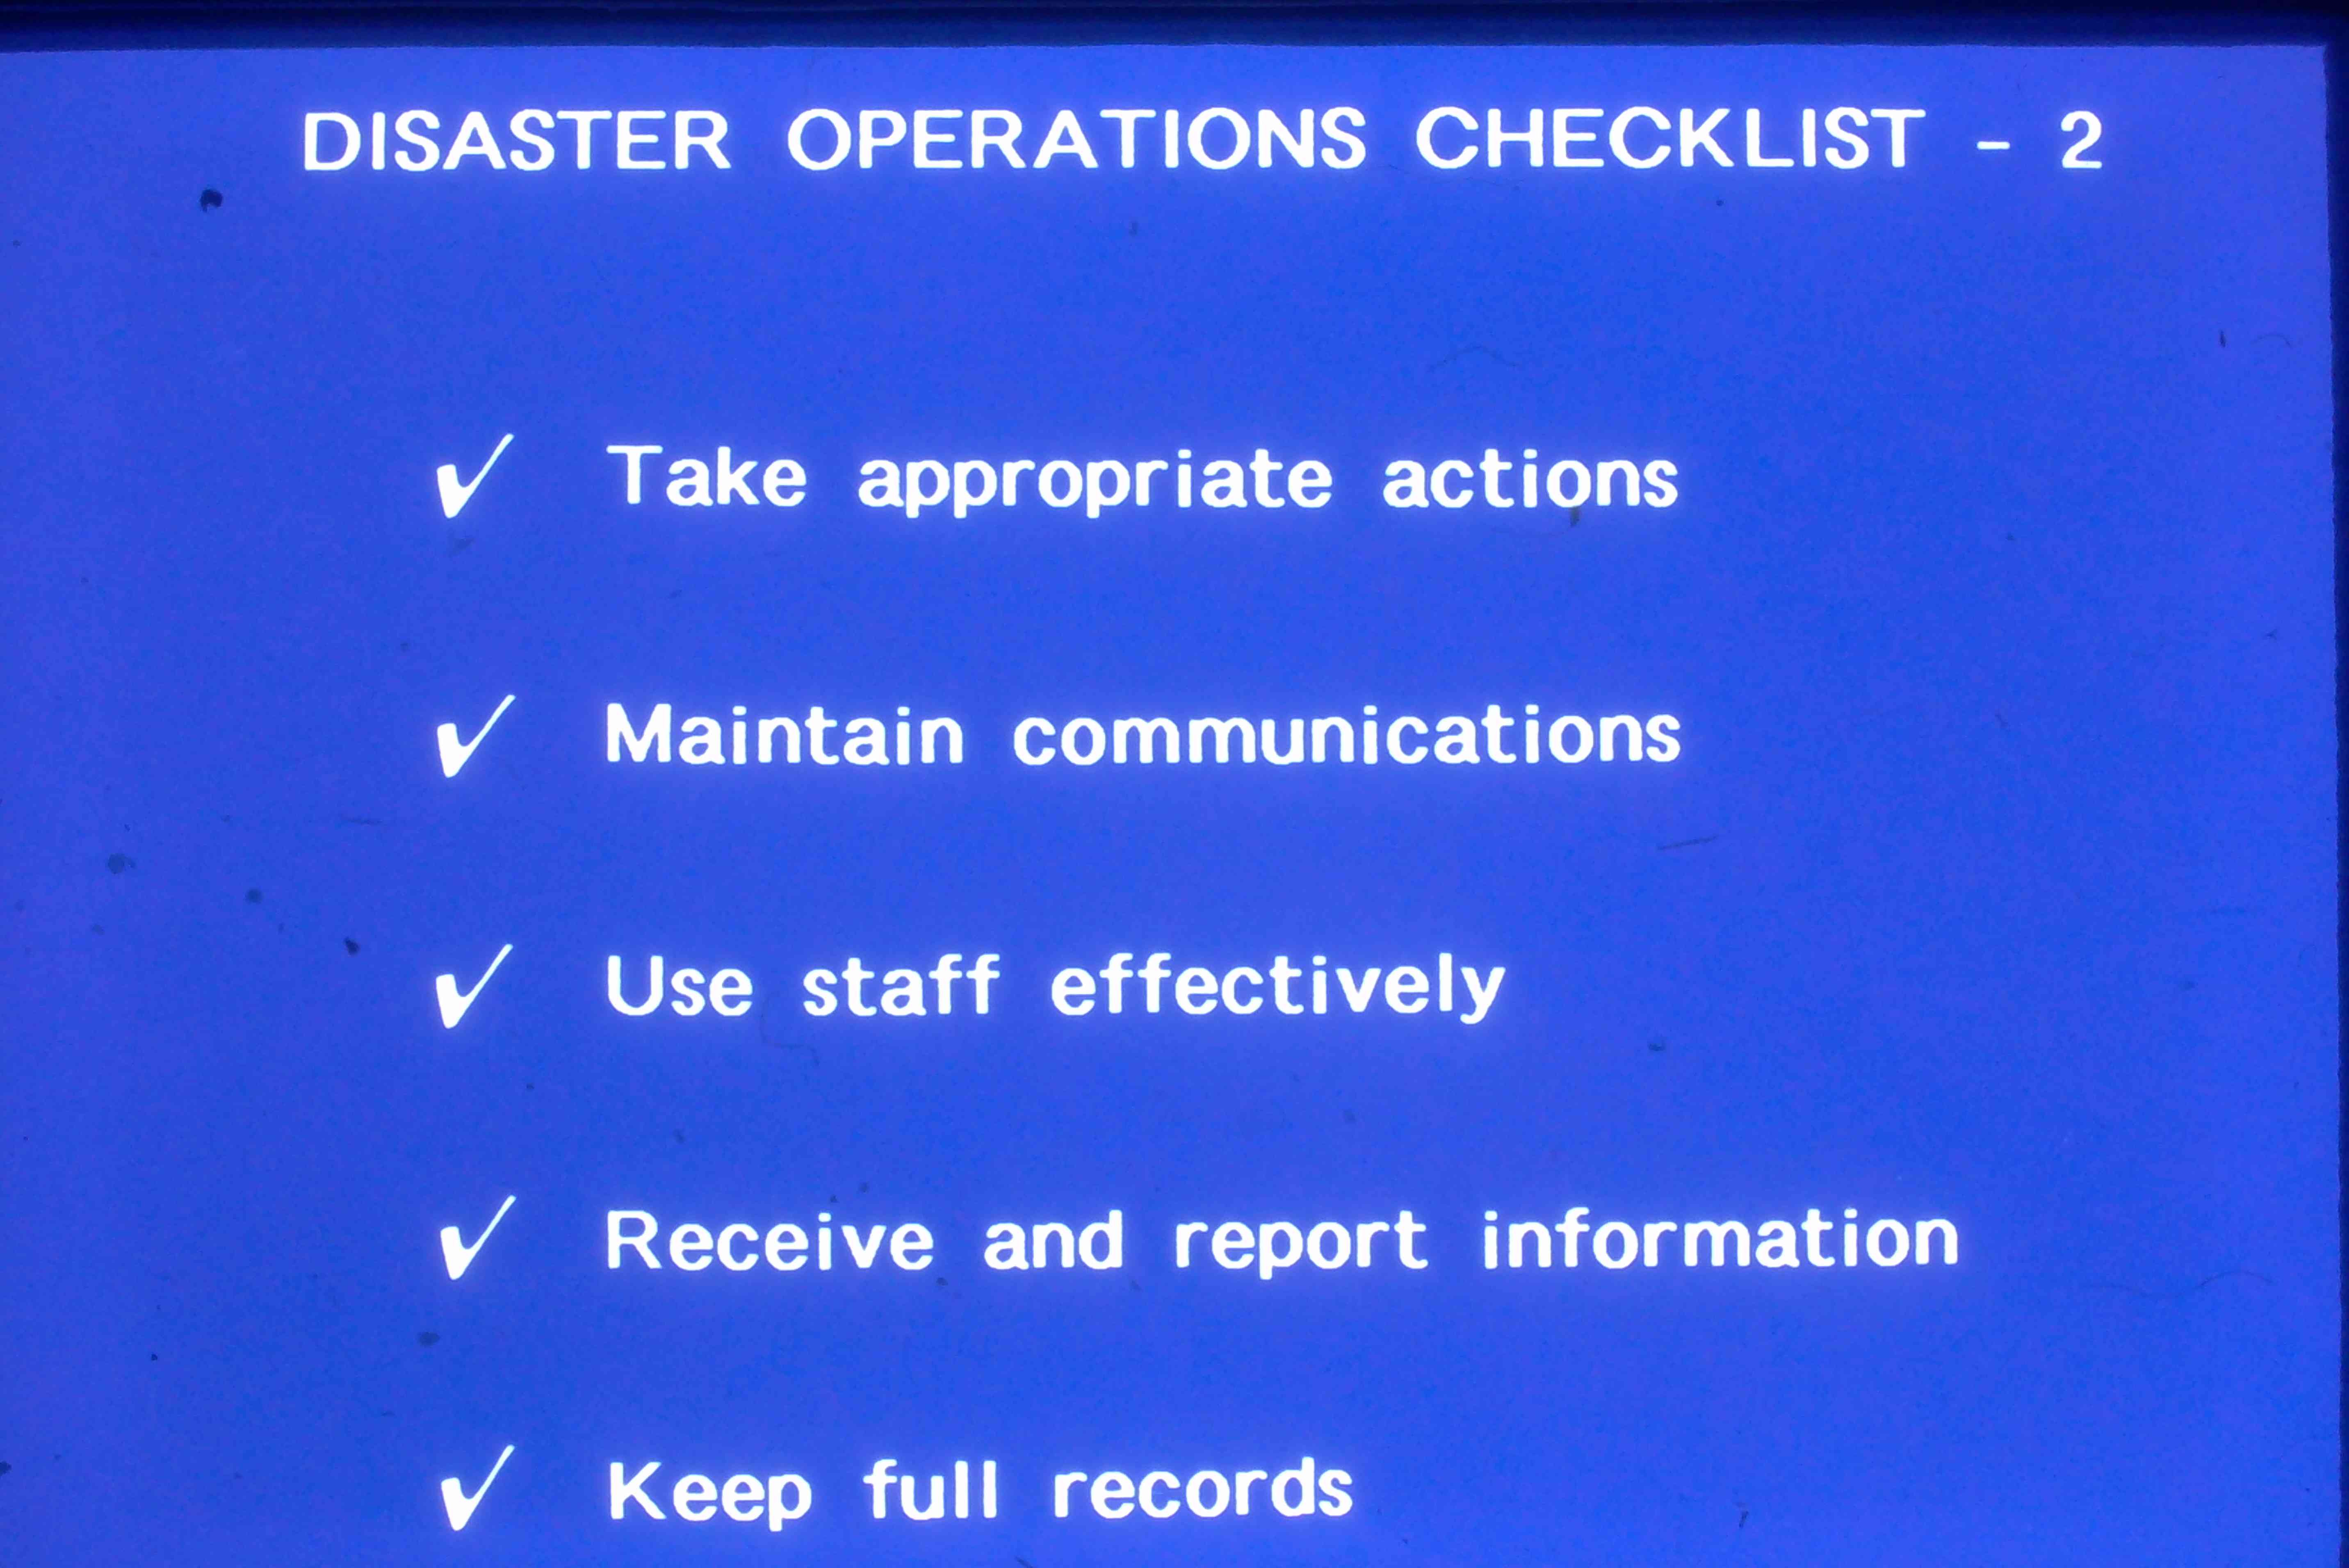 DISASTER OPERATIONS CHECKLIST - 2
✓ Take appropriate actions
✓ Maintain communications
✓ Use staff effectively
✓ Receive and report information
✓ Keep full records